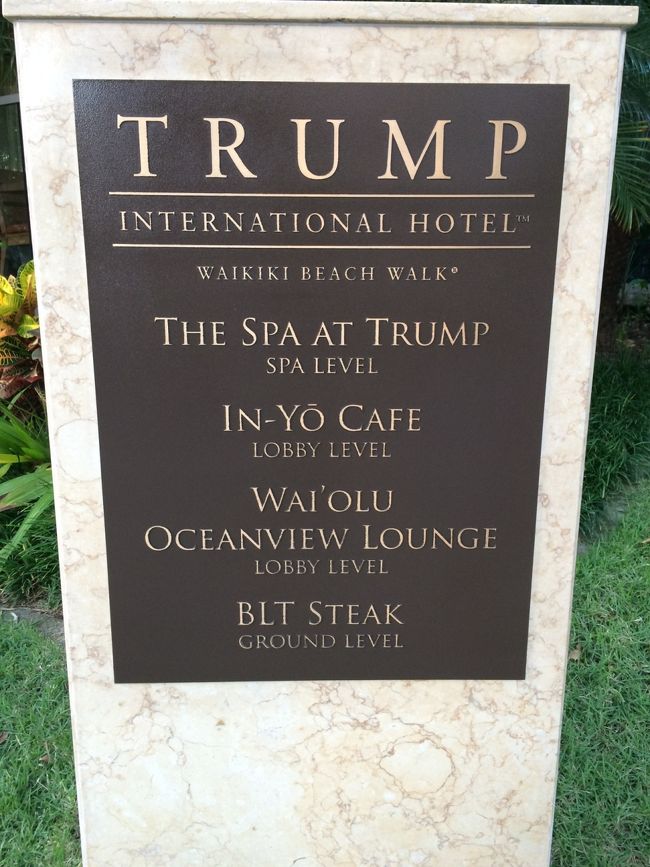 TRUMP
INTERNATIONAL HOTEL™
WAIKIKI BEACH WALK®
THE SPA AT TRUMP
SPA LEVEL
IN-YŌ CAFE
LOBBY LEVEL
WAI'OLU
OCEANVIEW LOUNGE
LOBBY LEVEL
BLT STEAK
GROUND LEVEL